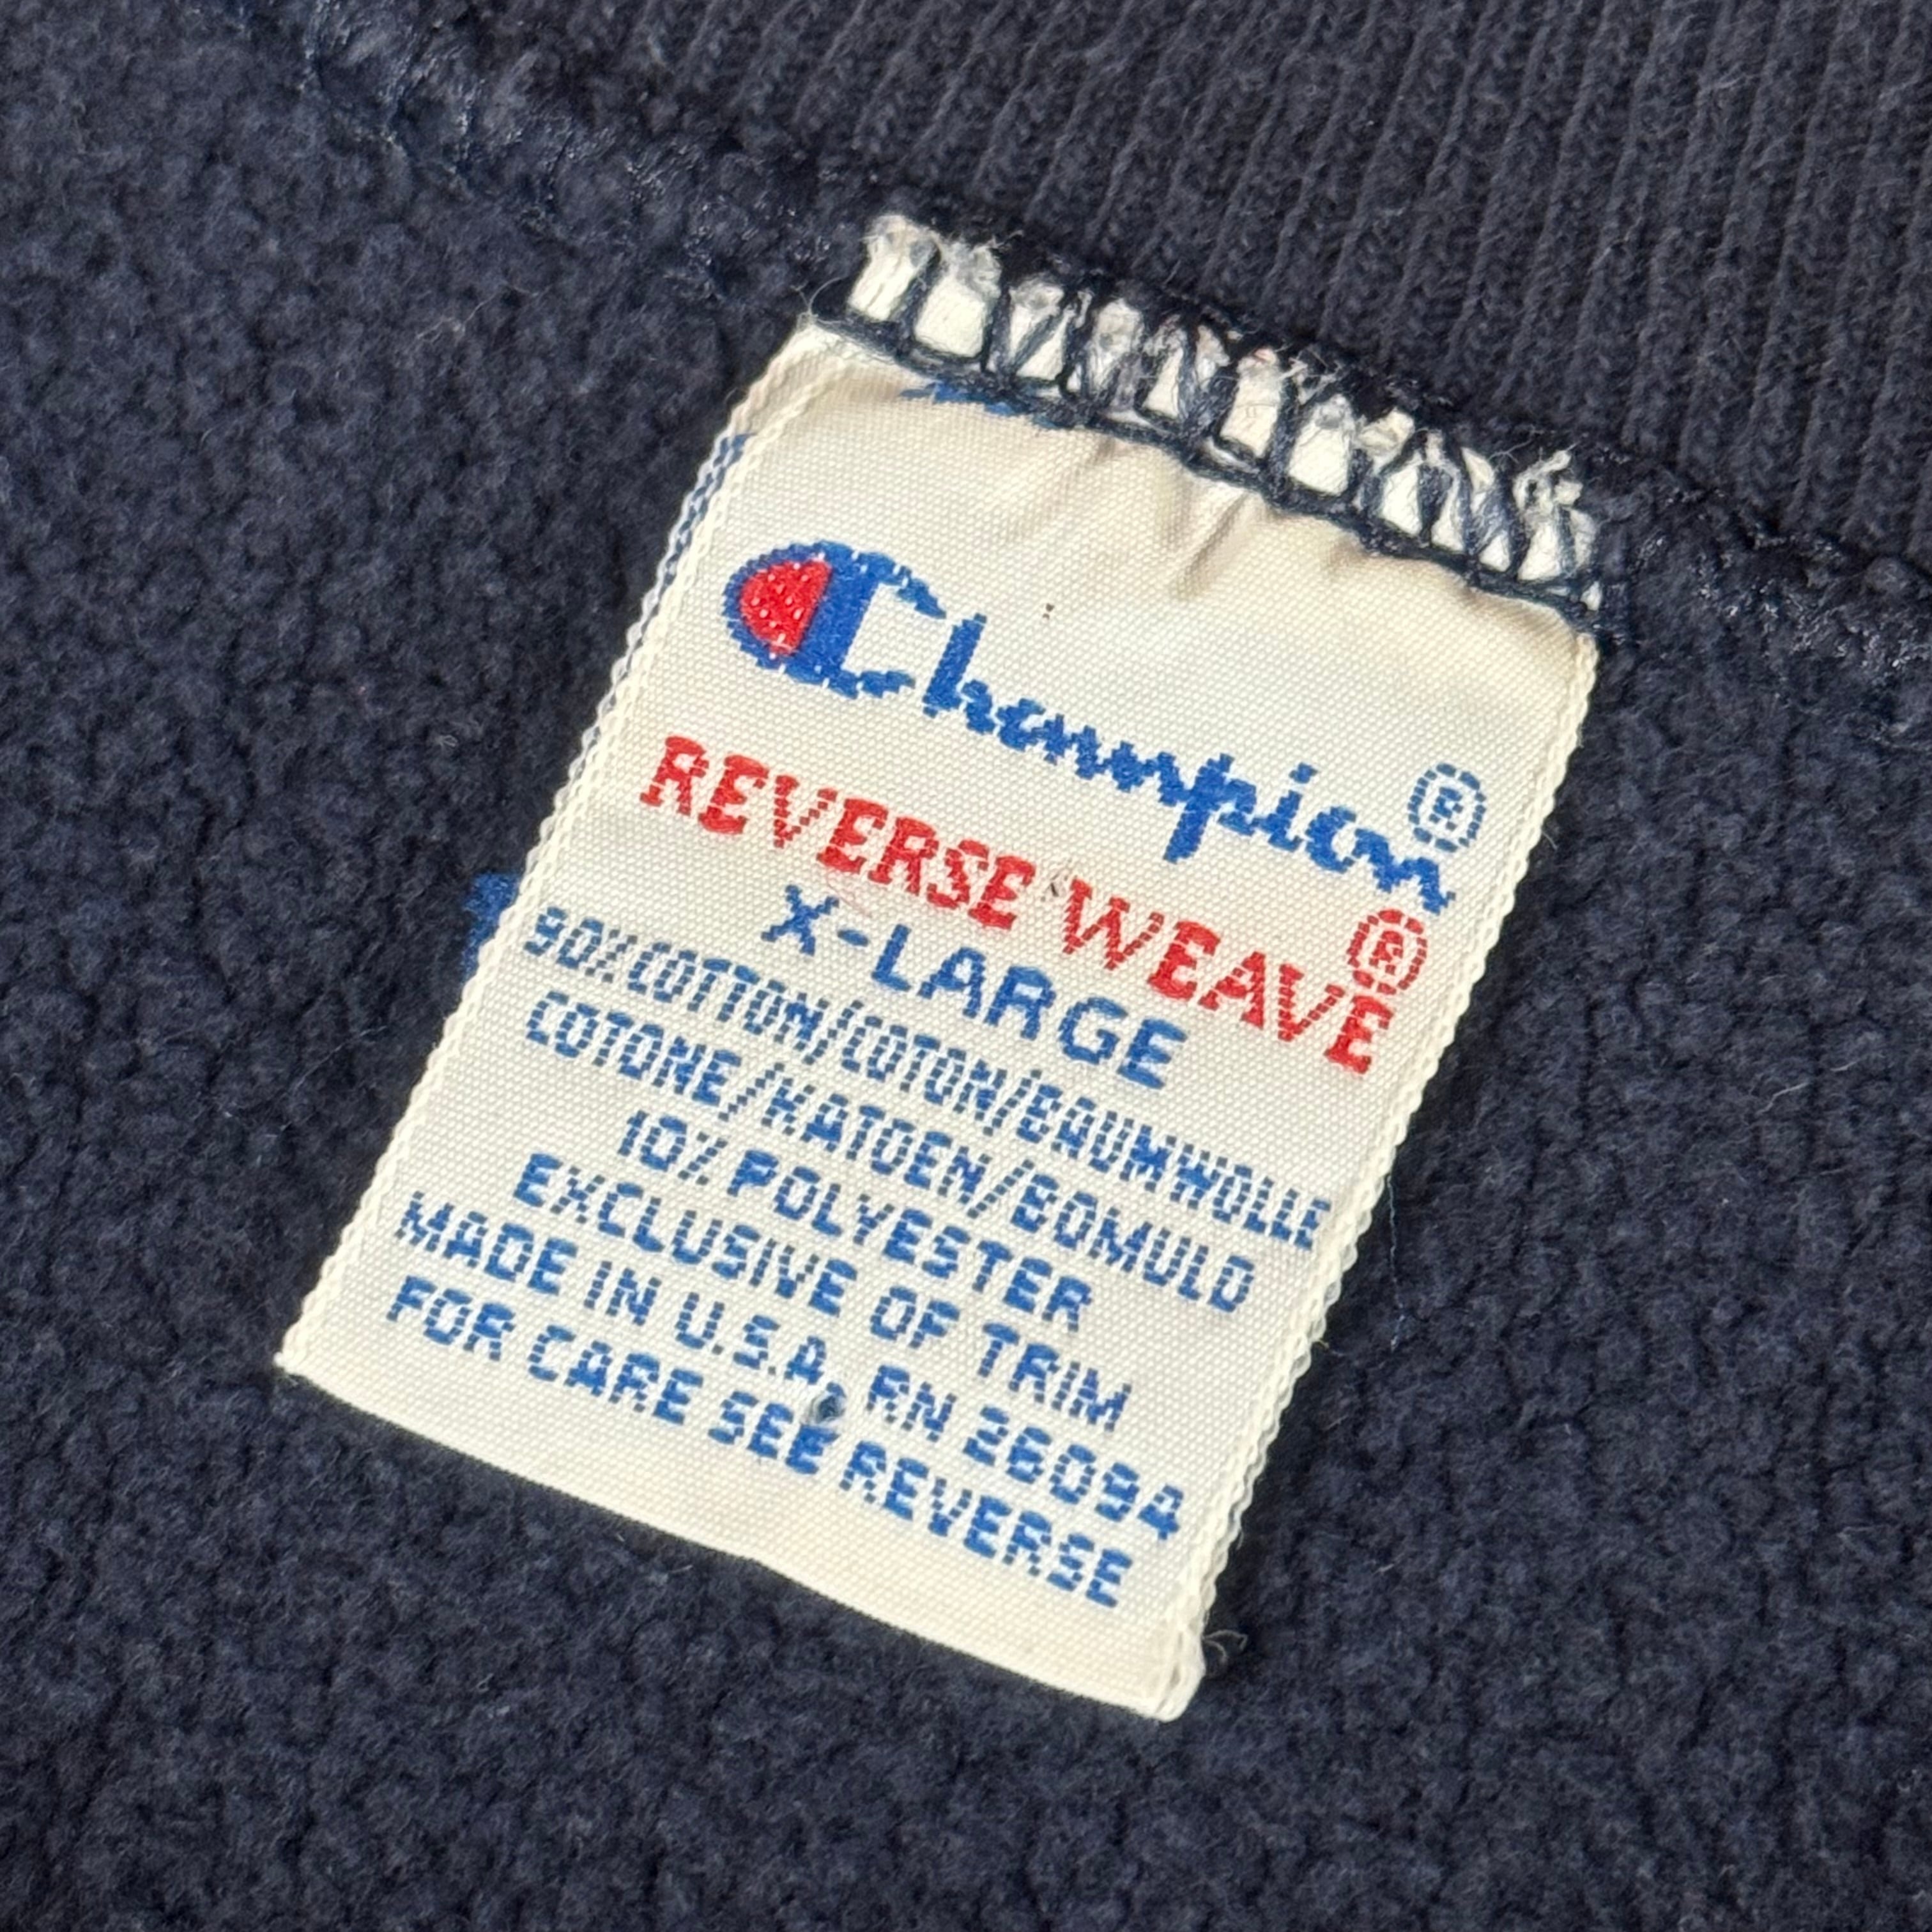 Champion®
REVERSE WEAVE®
X-LARGE
90% COTTON/COTON/BAUMWOLLE
COTONE/KATOEN/BOMULD
10% POLYESTER
EXCLUSIVE OF TRIM
MADE IN U.S.A. RN 26094
FOR CARE SEE REVERSE